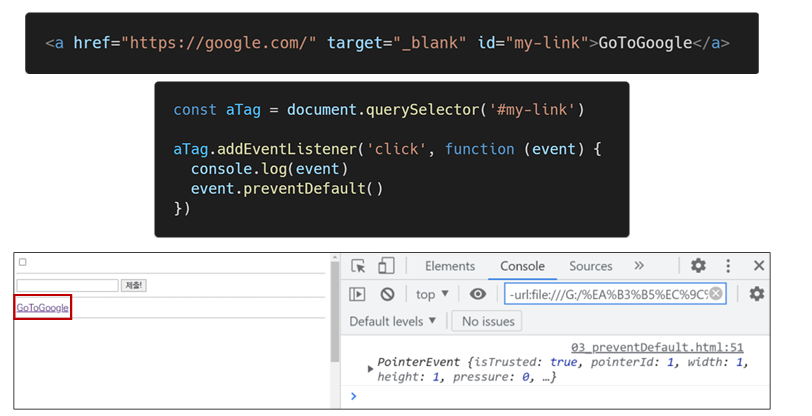 <a href="https://google.com/" target="_blank" id="my-link">GoToGoogle</a>
const aTag = document.querySelector('#my-link')
aTag.addEventListener('click', function (event) {
console.log(event)
event.preventDefault()
})
제출!
GoToGoogle
Elements Console Sources »
top ▼ -url:file:///G:/%EA%B3%B5%EC%9C%
Default levels ▼ No issues
03_preventDefault.html:51
PointerEvent {isTrusted: true, pointerId: 1, width: 1,
height: 1, pressure: 0, …}